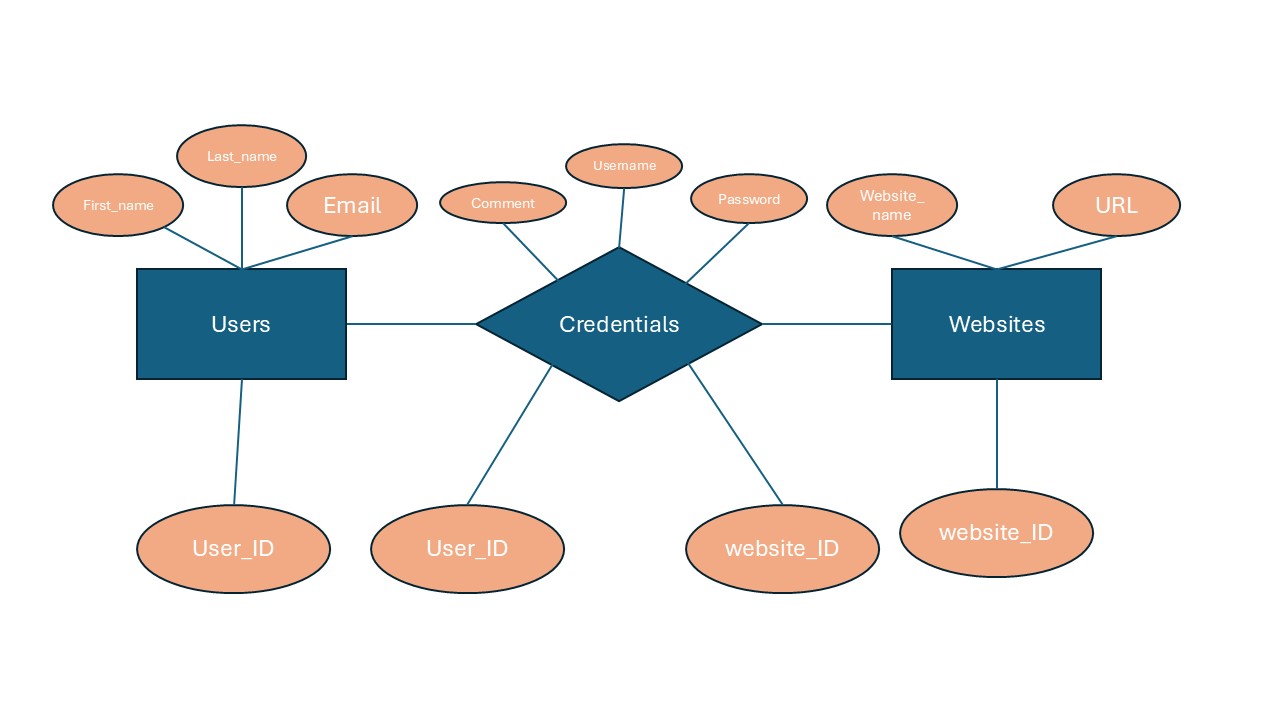 Last_name
First_name
Email
Comment
Username
Password
Website_
name
URL
Users
Credentials
Websites
User_ID
User_ID
website_ID
website_ID